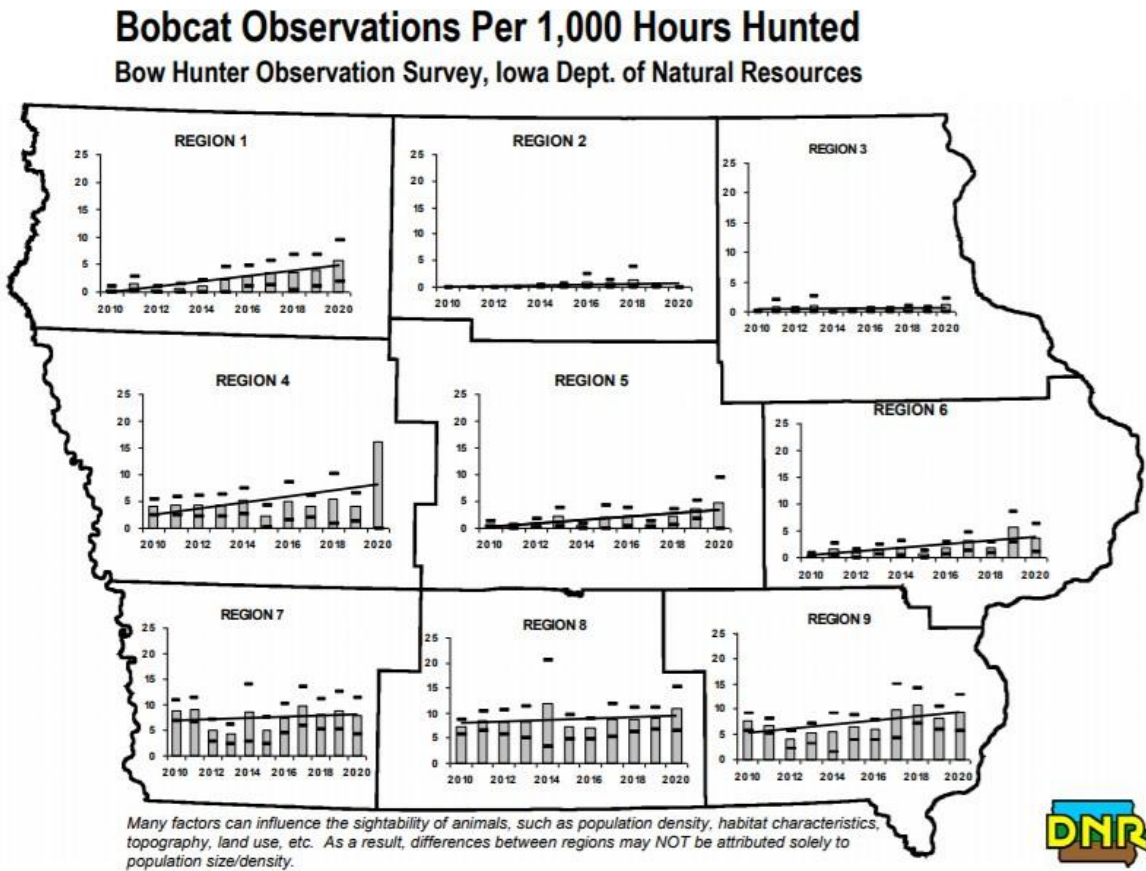 Bobcat Observations Per 1,000 Hours Hunted
Bow Hunter Observation Survey, Iowa Dept. of Natural Resources
REGION 1
25
20
15
10
5
0
2010 2012 2014 2016 2018 2020
REGION 2
25
20
15
10
5
0
2010 2012 2014 2016 2018 2020
REGION 3
25
20
15
10
5
0
2010 2012 2014 2016 2018 2020
REGION 4
25
20
15
10
5
0
2010 2012 2014 2016 2018 2020
REGION 5
25
20
15
10
5
0
2010 2012 2014 2016 2018 2020
REGION 6
25
20
15
10
5
0
2010 2012 2014 2016 2018 2020
REGION 7
25
20
15
10
5
0
2010 2012 2014 2016 2018 2020
REGION 8
25
20
15
10
5
0
2010 2012 2014 2016 2018 2020
REGION 9
25
20
15
10
5
0
2010 2012 2014 2016 2018 2020
Many factors can influence the sightability of animals, such as population density, habitat characteristics,
topography, land use, etc. As a result, differences between regions may NOT be attributed solely to
population size/density.
DNR